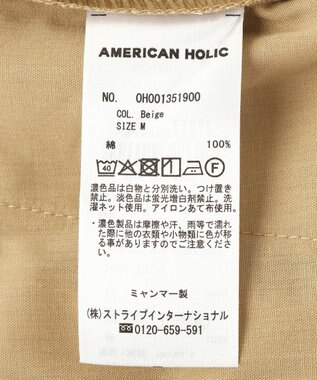 AMERICAN HOLIC
NO. OH001351900
COL. Beige
SIZE M
綿 100%
40 F
濃色品は白物と分別洗い。つけ置き
禁止。淡色品は蛍光増白剤禁止。洗
濯ネット使用。アイロンあて布使用。
・濃色製品は摩擦や汗、雨等で濡れ
た際に他の衣類や小物類に色が移
る事がありますのでご注意くださ
い。
ミャンマー製
(株)ストライプインターナショナル
0120-659-591